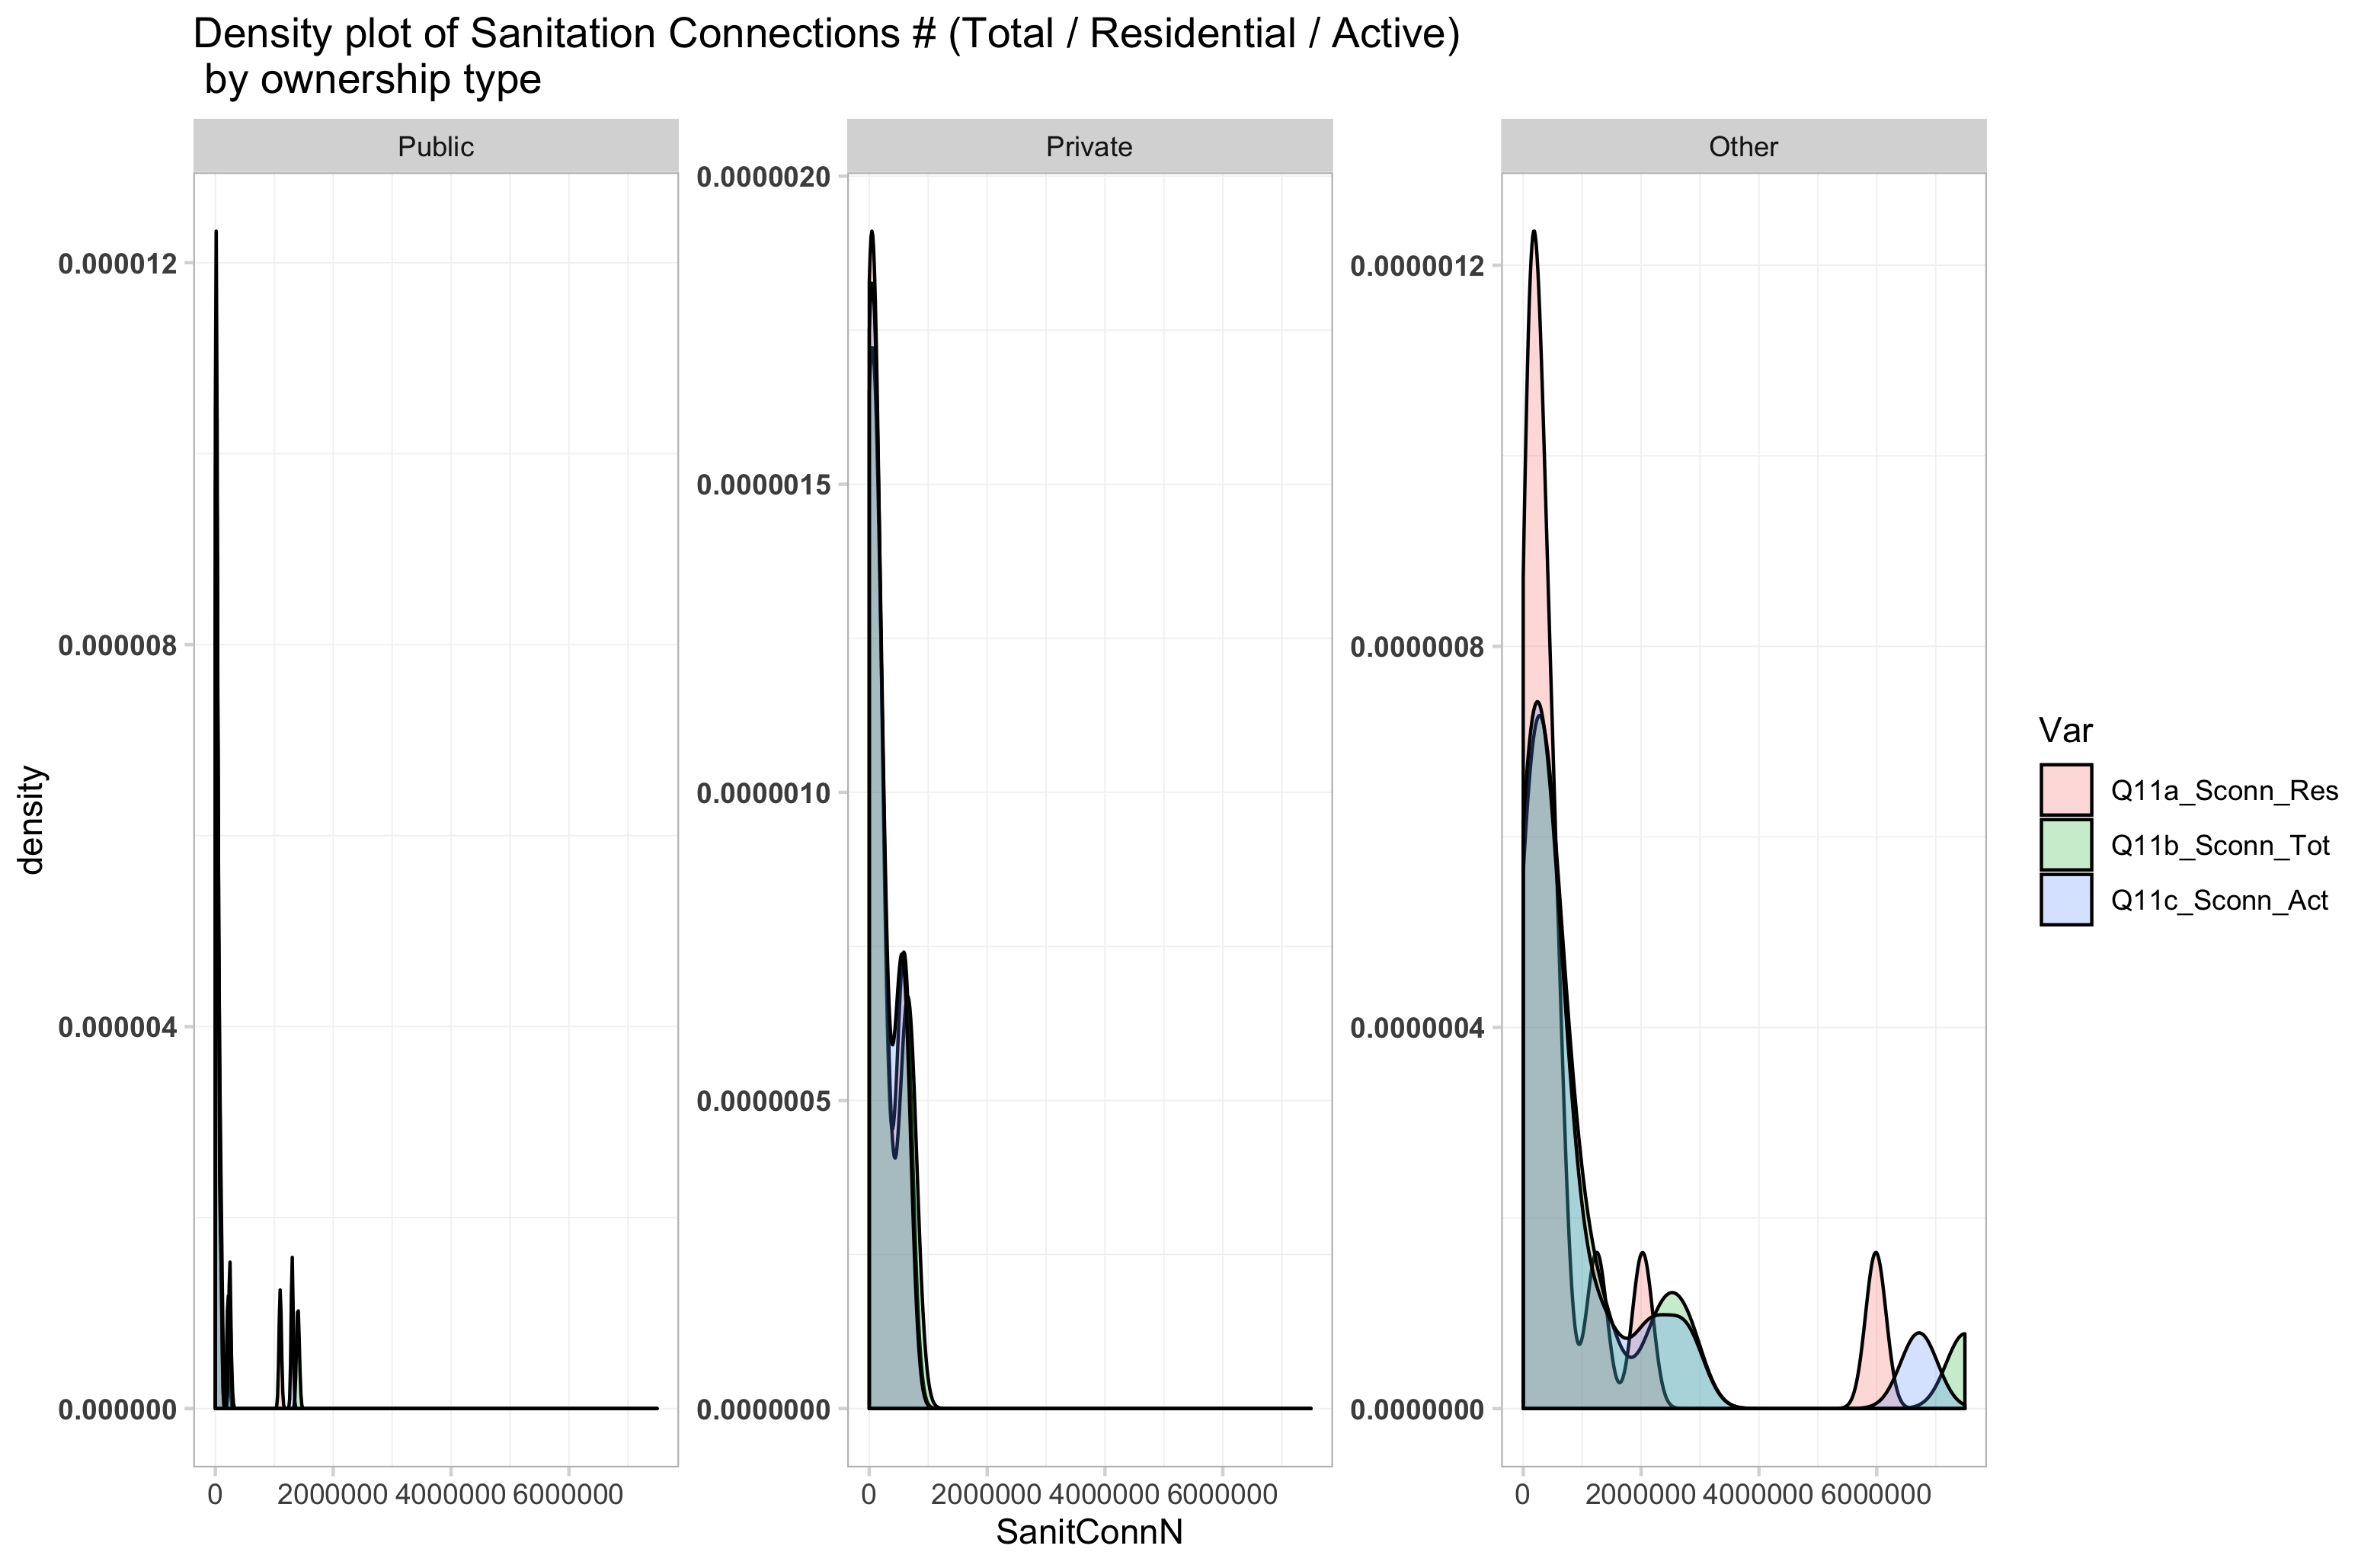 Density plot of Sanitation Connections # (Total / Residential / Active)
by ownership type
Public
Private
Other
density
0.000012
0.000008
0.000004
0.000000
0.0000020
0.0000015
0.0000010
0.0000005
0.0000000
0.0000012
0.0000008
0.0000004
0.0000000
0 2000000 4000000 6000000
0 2000000 4000000 6000000
0 2000000 4000000 6000000
SanitConnN
Var
Q11a_Sconn_Res
Q11b_Sconn_Tot
Q11c_Sconn_Act